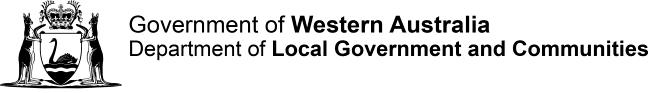 Government of Western Australia
Department of Local Government and Communities